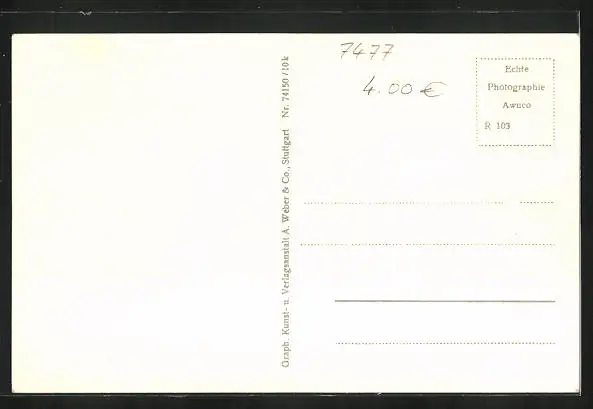 7477
4.00 €
Echte
Photographie
Awuco
R 103
Graph. Kunst- u. Verlagsanstalt A. Weber & Co., Stuttgart Nr. 74150/10k